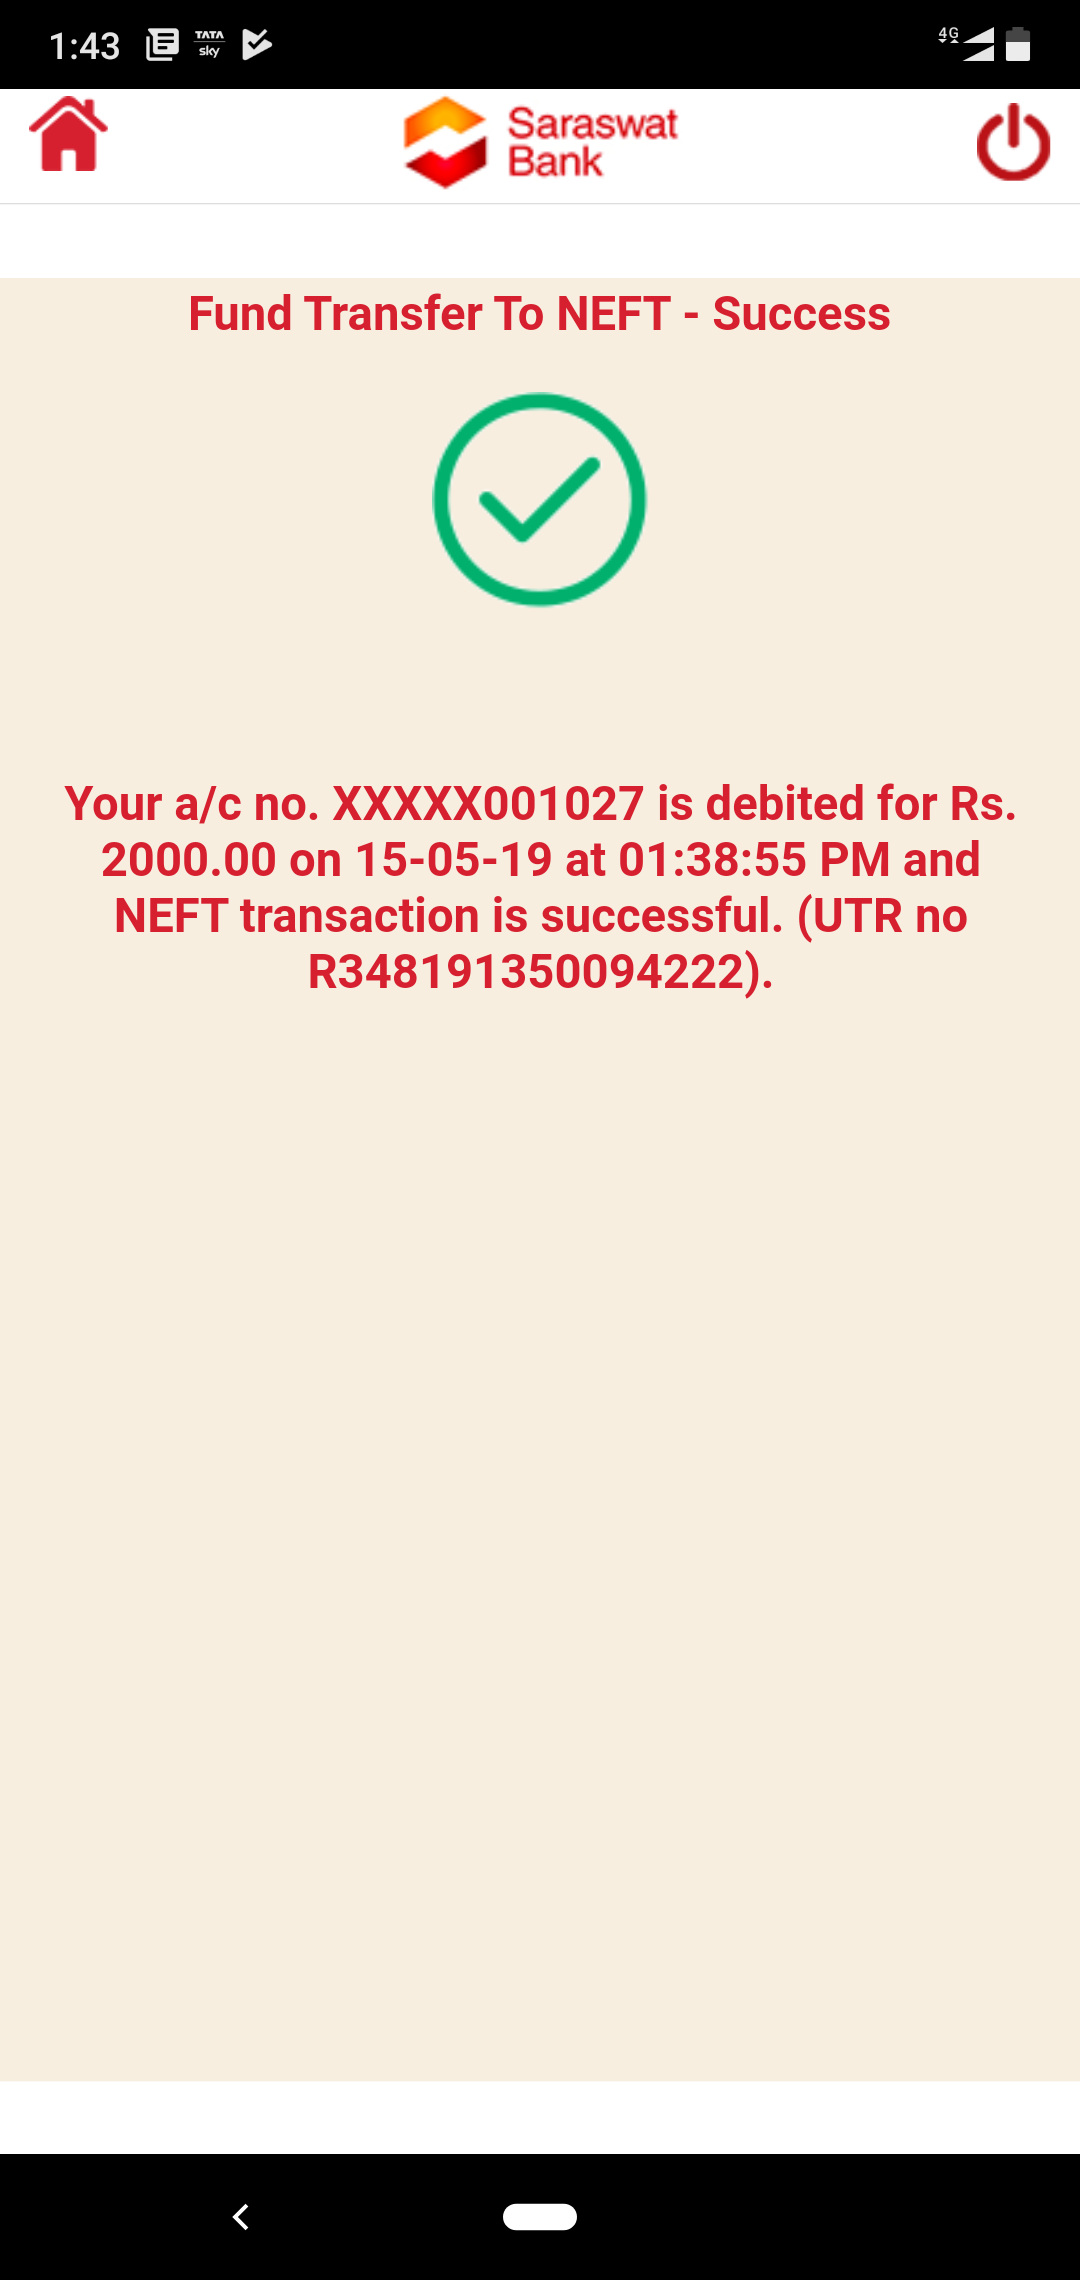 1:43
TATA
sky
4G
Saraswat
Bank
Fund Transfer To NEFT - Success
Your a/c no. XXXXX001027 is debited for Rs.
2000.00 on 15-05-19 at 01:38:55 PM and
NEFT transaction is successful. (UTR no
R348191350094222).